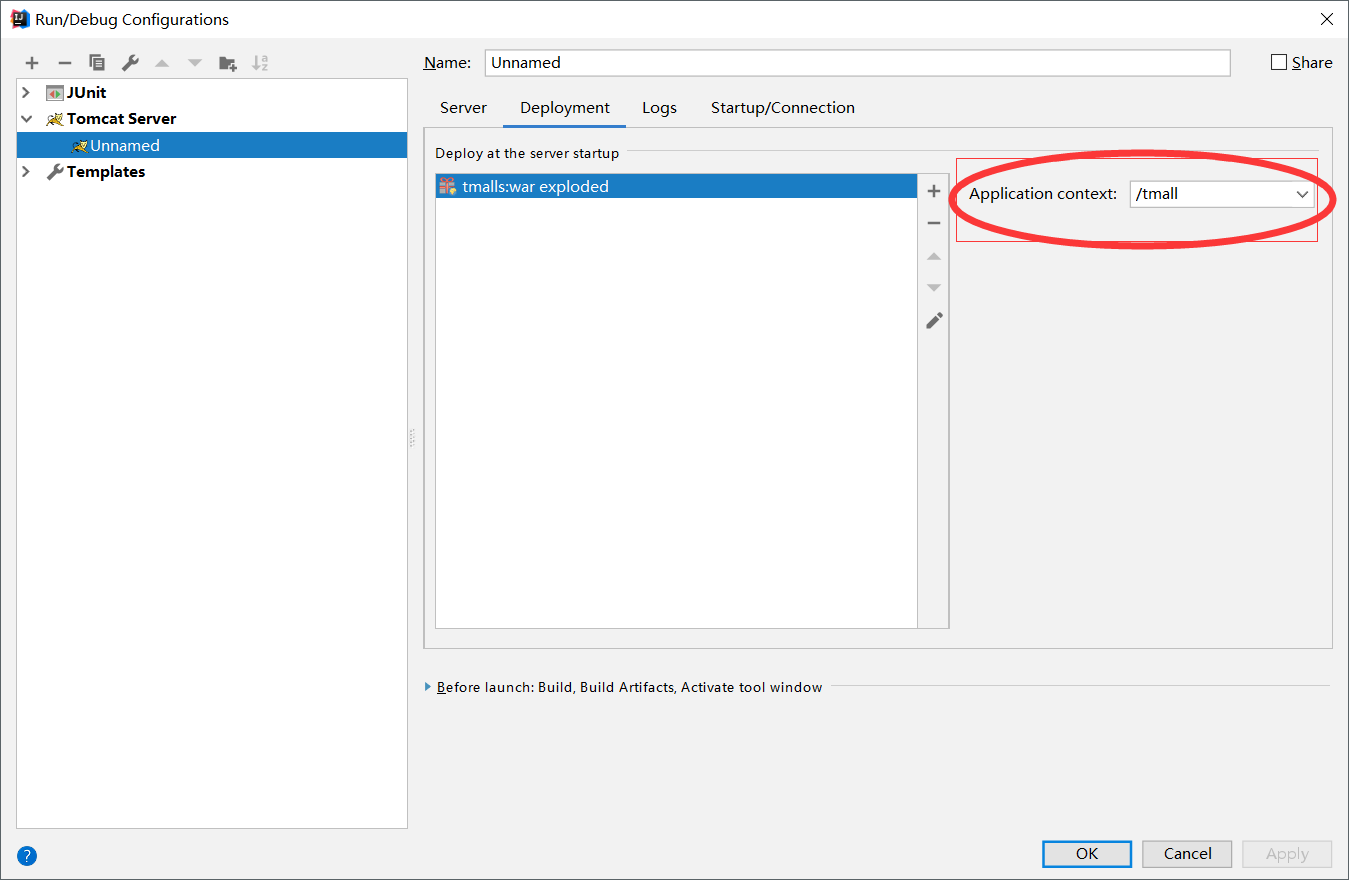 Run/Debug Configurations
Name: Unnamed
Share
JUnit
Tomcat Server
Unnamed
Templates
Server Deployment Logs Startup/Connection
Deploy at the server startup
tmalls:war exploded
Application context: /tmall
Before launch: Build, Build Artifacts, Activate tool window
?
OK Cancel Apply